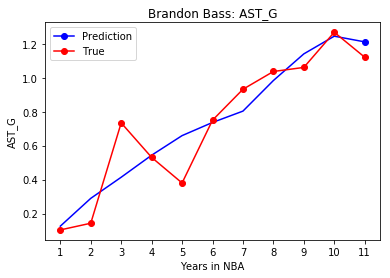 Brandon Bass: AST_G
Prediction
True
AST_G
1.2
1.0
0.8
0.6
0.4
0.2
1 2 3 4 5 6 7 8 9 10 11
Years in NBA